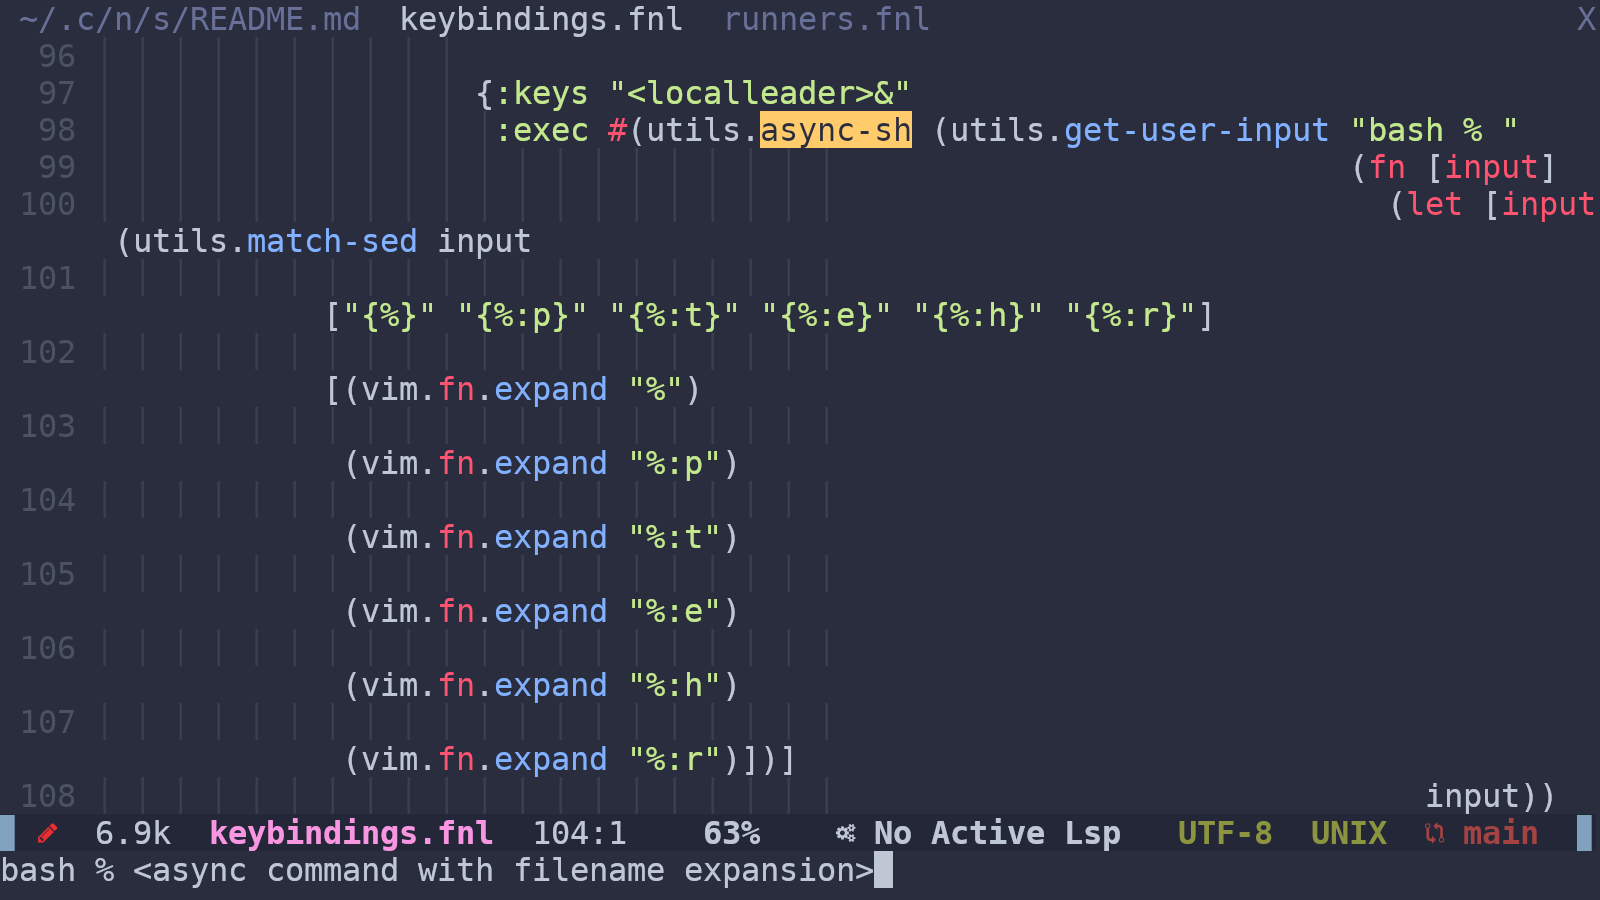 ~/.c/n/s/README.md  keybindings.fnl  runners.fnl  X
96
97 {:keys "<localleader>&"
98 :exec #(utils.async-sh (utils.get-user-input "bash % "
99 (fn [input]
100 (let [input
(utils.match-sed input
101
["{%}" "{%:p}" "{%:t}" "{%:e}" "{%:h}" "{%:r}"]
102
[(vim.fn.expand "%")
103
(vim.fn.expand "%:p")
104
(vim.fn.expand "%:t")
105
(vim.fn.expand "%:e")
106
(vim.fn.expand "%:h")
107
(vim.fn.expand "%:r")])]
108 input))
6.9k  keybindings.fnl  104:1  63%  No Active Lsp  UTF-8  UNIX  main
bash % <async command with filename expansion>